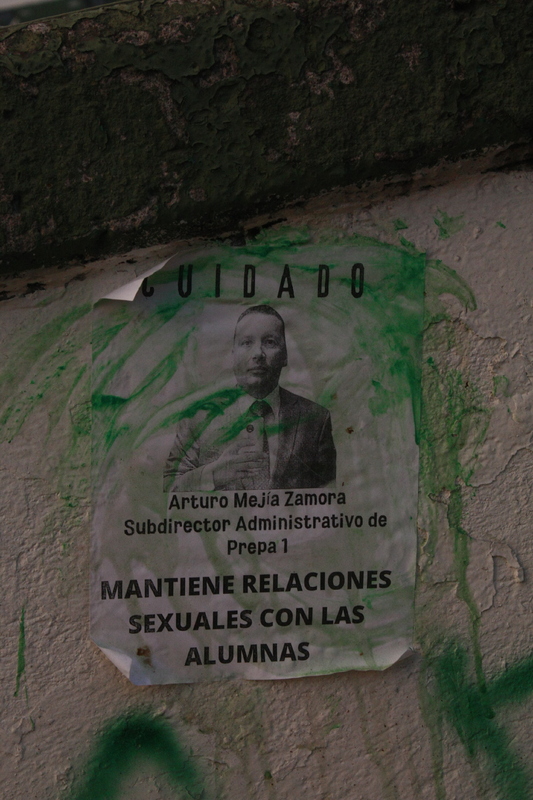 CUIDADO
Arturo Mejía Zamora
Subdirector Administrativo de
Prepa 1
MANTIENE RELACIONES
SEXUALES CON LAS
ALUMNAS